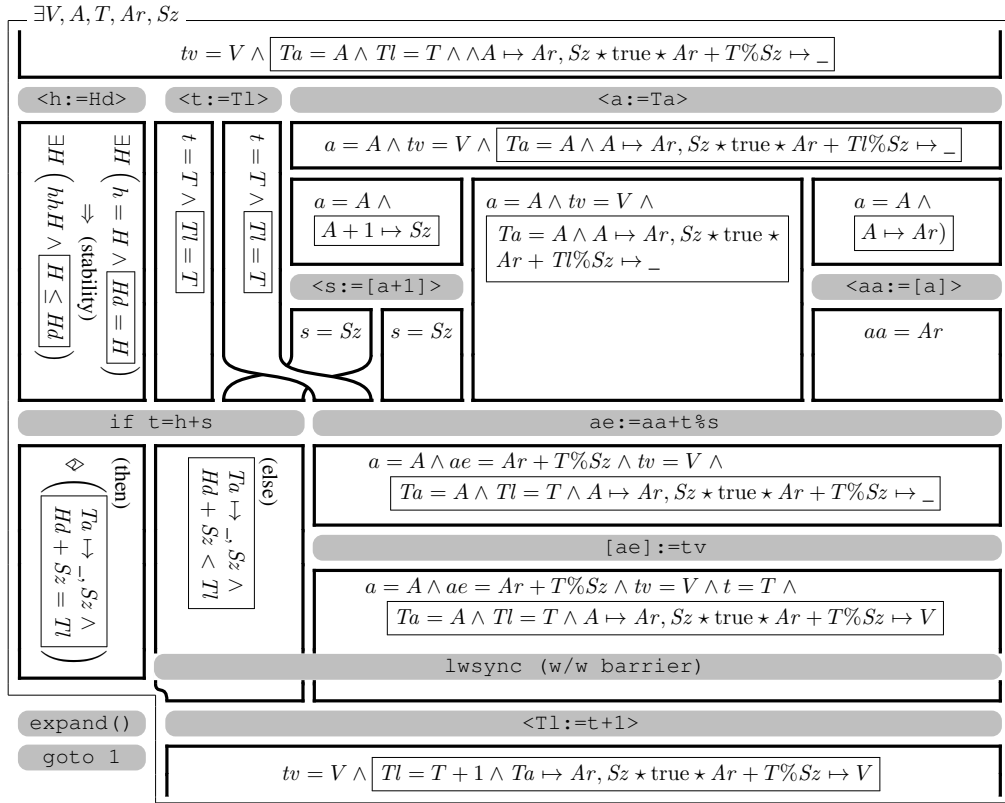 ∃V, A, T, Ar, Sz
tv = V ∧ Ta = A ∧ Tl = T ∧ ∧A ↦ Ar, Sz ⋆ true ⋆ Ar + T%Sz ↦ _
<h:=Hd> <t:=Tl> <a:=Ta>
∃H ( h = H ∧ Hd = H )
⇒ (stability)
∃H ( hhH ∧ H ≤ Hd )
t = T ∧ Tl = T
t = T ∧ Tl = T
a = A ∧ tv = V ∧ Ta = A ∧ A ↦ Ar, Sz ⋆ true ⋆ Ar + Tl%Sz ↦ _
a = A ∧
A + 1 ↦ Sz
a = A ∧ tv = V ∧
Ta = A ∧ A ↦ Ar, Sz ⋆ true ⋆
Ar + Tl%Sz ↦ _
a = A ∧
A ↦ Ar)
<s:=[a+1]> <aa:=[a]>
s = Sz s = Sz aa = Ar
if t=h+s ae:=aa+t%s
(then)
◇ ( Ta ↦ _, Sz ∧
Hd + Sz = Tl )
(else)
Ta ↦ _, Sz ∧
Hd + Sz < Tl
a = A ∧ ae = Ar + T%Sz ∧ tv = V ∧
Ta = A ∧ Tl = T ∧ A ↦ Ar, Sz ⋆ true ⋆ Ar + T%Sz ↦ _
[ae]:=tv
a = A ∧ ae = Ar + T%Sz ∧ tv = V ∧ t = T ∧
Ta = A ∧ Tl = T ∧ A ↦ Ar, Sz ⋆ true ⋆ Ar + T%Sz ↦ V
lwsync (w/w barrier)
expand() <Tl:=t+1>
goto 1
tv = V ∧ Tl = T + 1 ∧ Ta ↦ Ar, Sz ⋆ true ⋆ Ar + T%Sz ↦ V